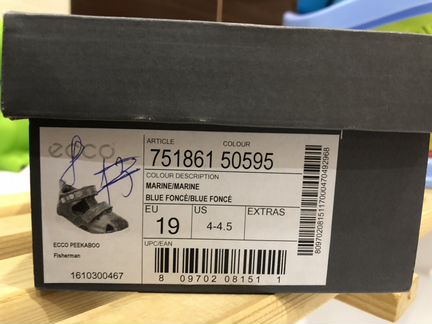 ecco
ARTICLE COLOUR
751861 50595
COLOUR DESCRIPTION
MARINE/MARINE
BLUE FONCÉ/BLUE FONCÉ
EU US EXTRAS
19 4-4.5
UPC/EAN
8 09702 08151 1
ECCO PEEKABOO
Fisherman
1610300467
8097020815117000470492968